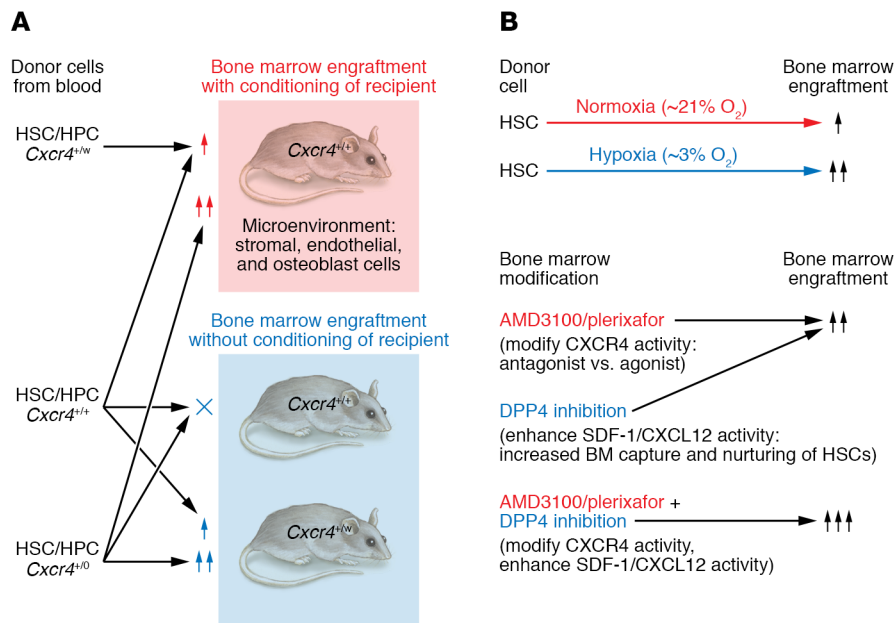 A
Donor cells
from blood
Bone marrow engraftment
with conditioning of recipient
HSC/HPC
Cxcr4+/w
Cxcr4+/+
Microenvironment:
stromal, endothelial,
and osteoblast cells
Bone marrow engraftment
without conditioning of recipient
HSC/HPC
Cxcr4+/+
Cxcr4+/+
HSC/HPC
Cxcr4+/0
Cxcr4+/w
B
Donor
cell
Bone marrow
engraftment
HSC
Normoxia (~21% O2)
HSC
Hypoxia (~3% O2)
Bone marrow
modification
Bone marrow
engraftment
AMD3100/plerixafor
(modify CXCR4 activity:
antagonist vs. agonist)
DPP4 inhibition
(enhance SDF-1/CXCL12 activity:
increased BM capture and nurturing of HSCs)
AMD3100/plerixafor +
DPP4 inhibition
(modify CXCR4 activity,
enhance SDF-1/CXCL12 activity)